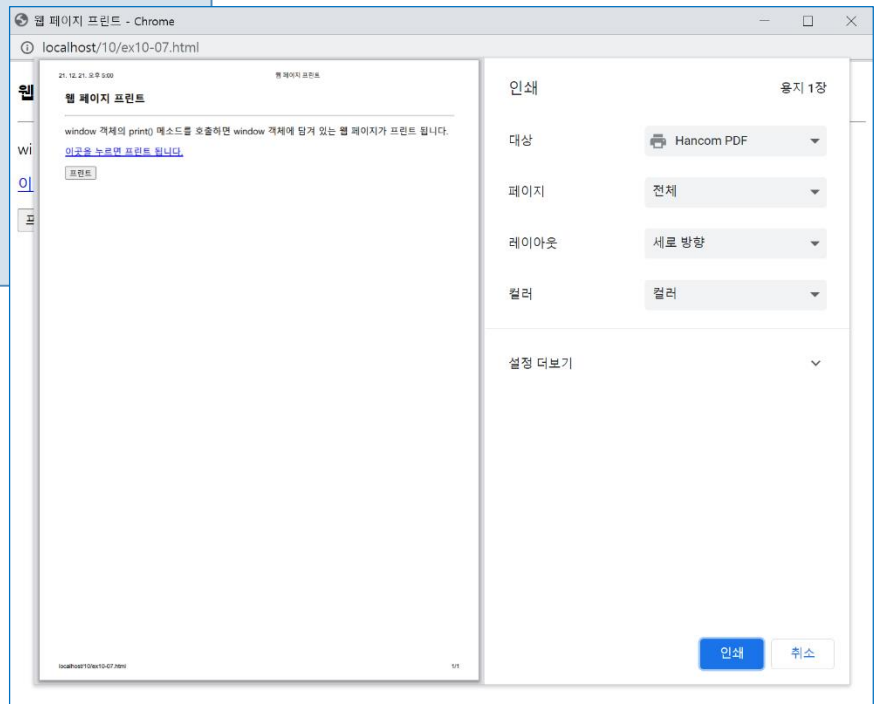 웹 페이지 프린트 - Chrome
localhost/10/ex10-07.html
웹
wi
이
프
21. 12. 21. 오후 5:00 웹 페이지 프린트
웹 페이지 프린트
window 객체의 print() 메소드를 호출하면 window 객체에 담겨 있는 웹 페이지가 프린트 됩니다.
이곳을 누르면 프린트 됩니다.
프린트
localhost/10/ex10-07.html 1/1
인쇄 용지 1장
대상 Hancom PDF
페이지 전체
레이아웃 세로 방향
컬러 컬러
설정 더보기
인쇄 취소